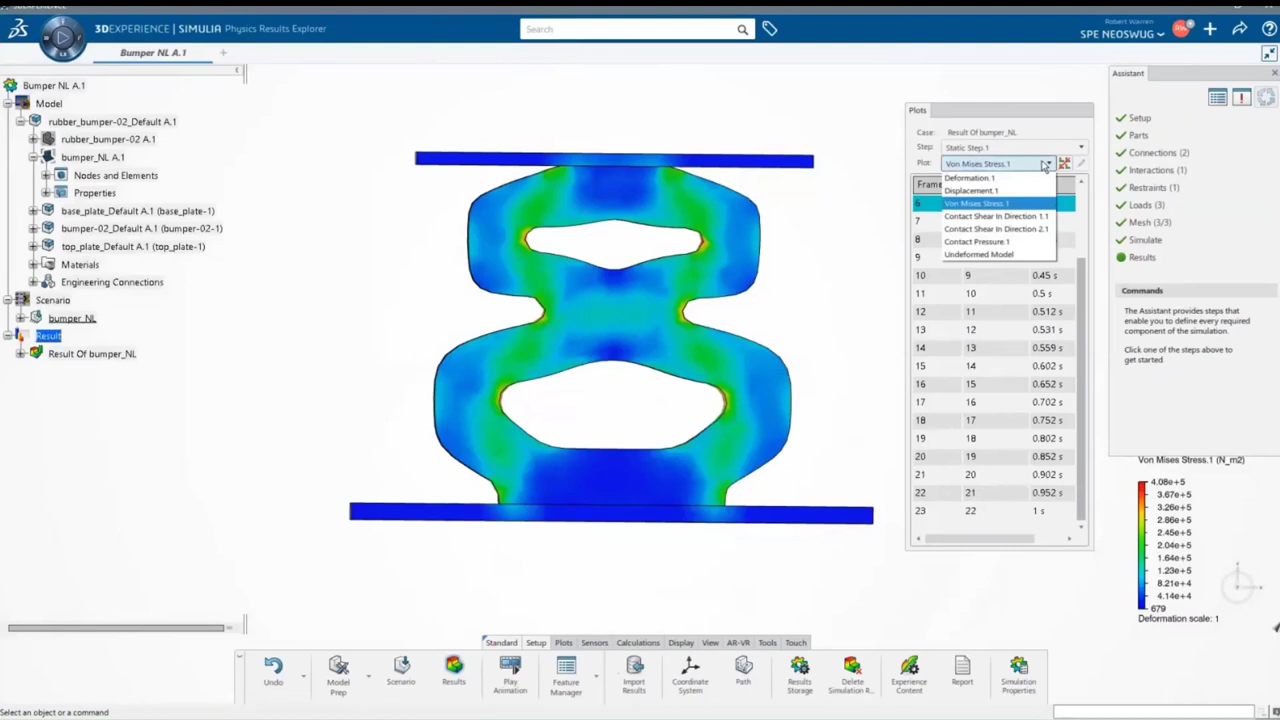 3DEXPERIENCE | SIMULIA Physics Results Explorer
Search
Robert Warren
SPE NEOSWUG
RW
Bumper NL A.1
Bumper NL A.1
Model
rubber_bumper-02_Default A.1
rubber_bumper-02 A.1
bumper_NL A.1
Nodes and Elements
Properties
base_plate_Default A.1 (base_plate-1)
bumper-02_Default A.1 (bumper-02-1)
top_plate_Default A.1 (top_plate-1)
Materials
Engineering Connections
Scenario
bumper_NL
Result
Result Of bumper_NL
Plots
Case: Result Of bumper_NL
Step: Static Step.1
Plot: Von Mises Stress.1
Deformation.1
Displacement.1
Von Mises Stress.1
Contact Shear In Direction 1.1
Contact Shear In Direction 2.1
Contact Pressure.1
Undeformed Model
Fram
6
7
8
9
10 9 0.45 s
11 10 0.5 s
12 11 0.512 s
13 12 0.531 s
14 13 0.559 s
15 14 0.602 s
16 15 0.652 s
17 16 0.702 s
18 17 0.752 s
19 18 0.802 s
20 19 0.852 s
21 20 0.902 s
22 21 0.952 s
23 22 1 s
Assistant
Setup
Parts
Connections (2)
Interactions (1)
Restraints (1)
Loads (3)
Mesh (3/3)
Simulate
Results
Commands
The Assistant provides steps that
enable you to define every required
component of the simulation.
Click one of the steps above to
get started.
Von Mises Stress.1 (N_m2)
4.08e+5
3.67e+5
3.26e+5
2.86e+5
2.45e+5
2.04e+5
1.64e+5
1.23e+5
8.21e+4
4.14e+4
679
Deformation scale: 1
Standard Setup Plots Sensors Calculations Display View AR-VR Tools Touch
Undo
Model
Prep
Scenario
Results
Play
Animation
Feature
Manager
Import
Results
Coordinate
System
Path
Results
Storage
Delete
Simulation R...
Experience
Content
Report
Simulation
Properties
Select an object or a command